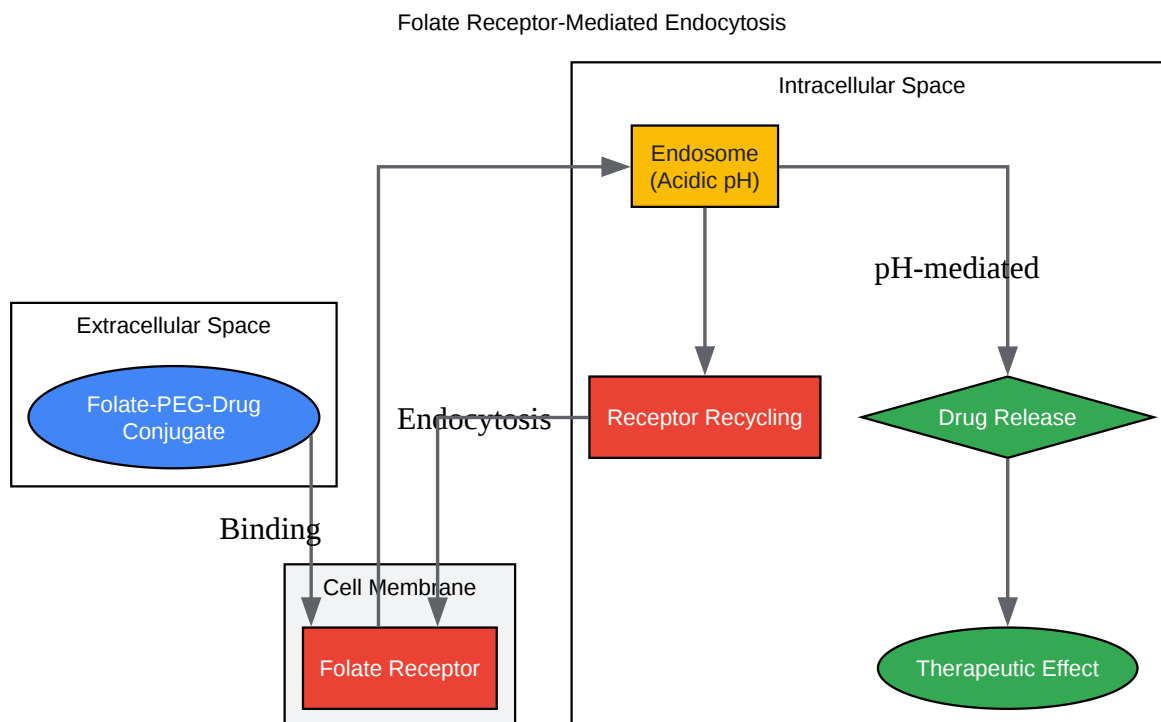 Folate Receptor-Mediated Endocytosis
Intracellular Space
Endosome
(Acidic pH)
pH-mediated
Extracellular Space
Folate-PEG-Drug
Conjugate
Endocytosis
Receptor Recycling
Drug Release
Binding
Cell Membrane
Folate Receptor
Therapeutic Effect